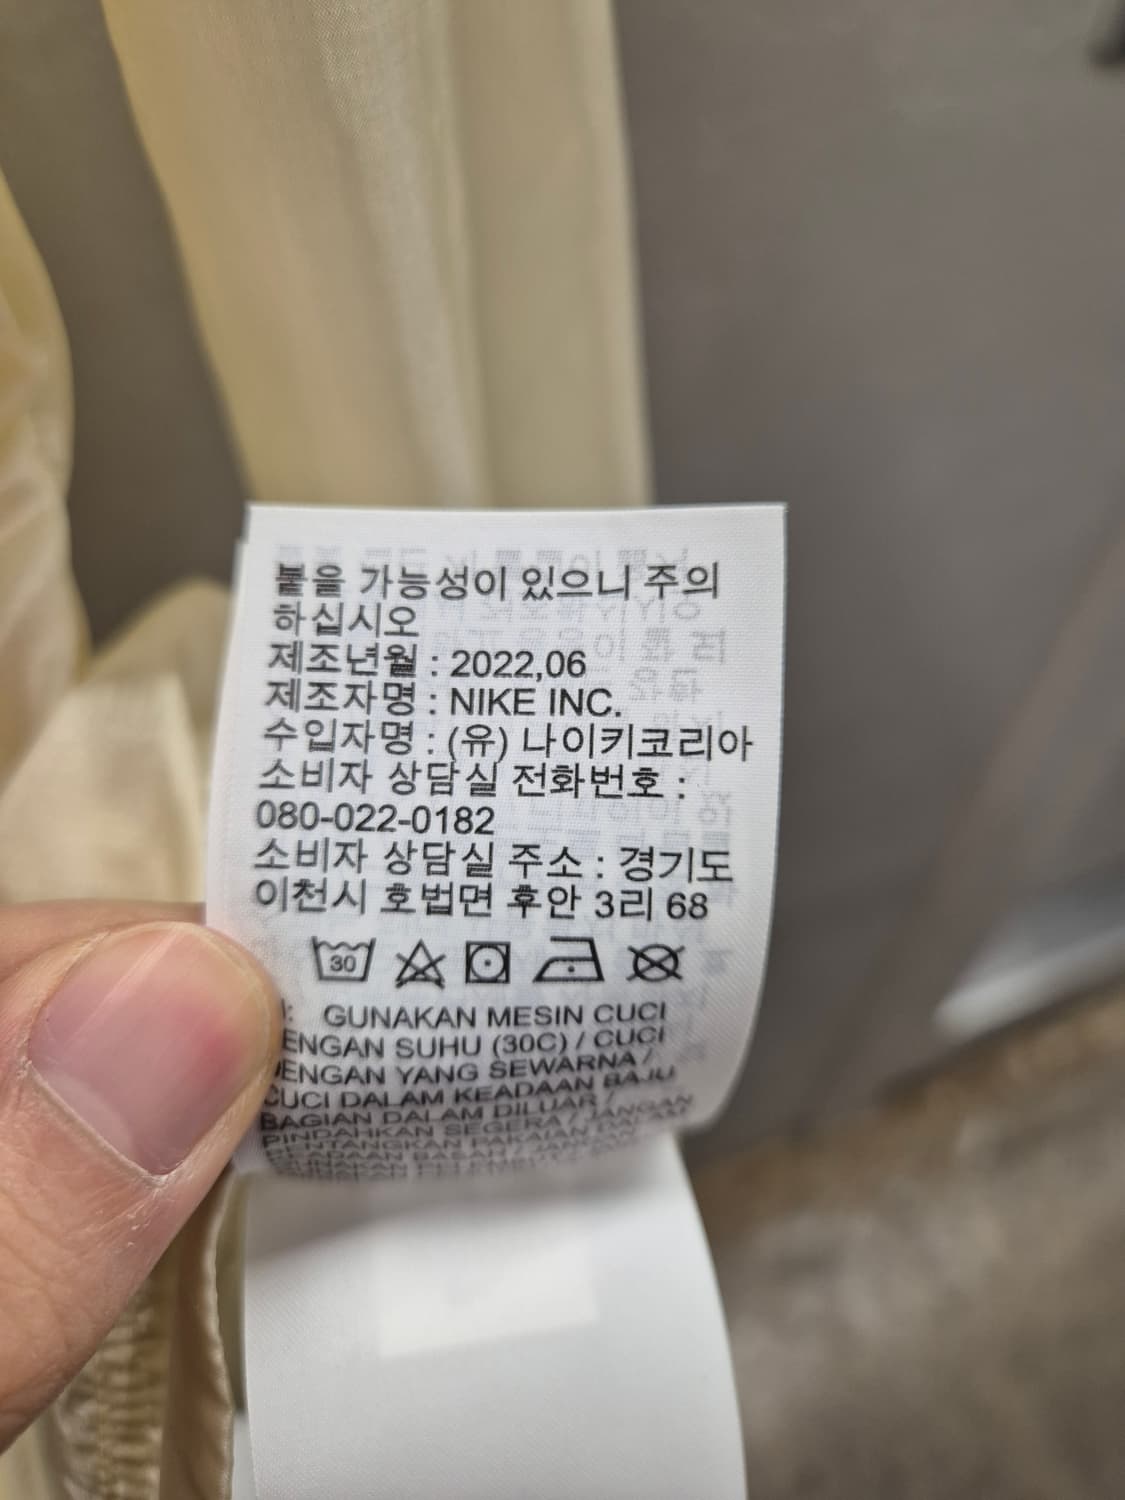 붙을 가능성이 있으니 주의
하십시오
제조년월 : 2022,06
제조자명 : NIKE INC.
수입자명 : (유) 나이키코리아
소비자 상담실 전화번호 :
080-022-0182
소비자 상담실 주소 : 경기도
이천시 호법면 후안 3리 68
30
GUNAKAN MESIN CUCI
ENGAN SUHU (30C) / CUCI
DENGAN YANG SEWARNA /
CUCI DALAM KEADAAN BAJU
BAGIAN DALAM DILUAR /
PINDAHKAN SEGERA / JANGAN